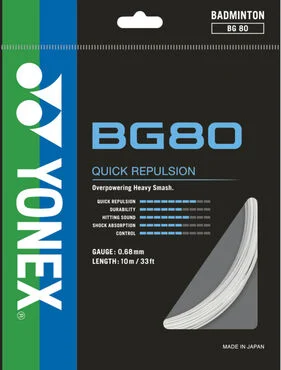 BADMINTON
BG 80
YONEX®
BG80
QUICK REPULSION
Overpowering Heavy Smash.
QUICK REPULSION
DURABILITY
HITTING SOUND
SHOCK ABSORPTION
CONTROL
GAUGE: 0.68mm
LENGTH: 10m / 33ft
MADE IN JAPAN